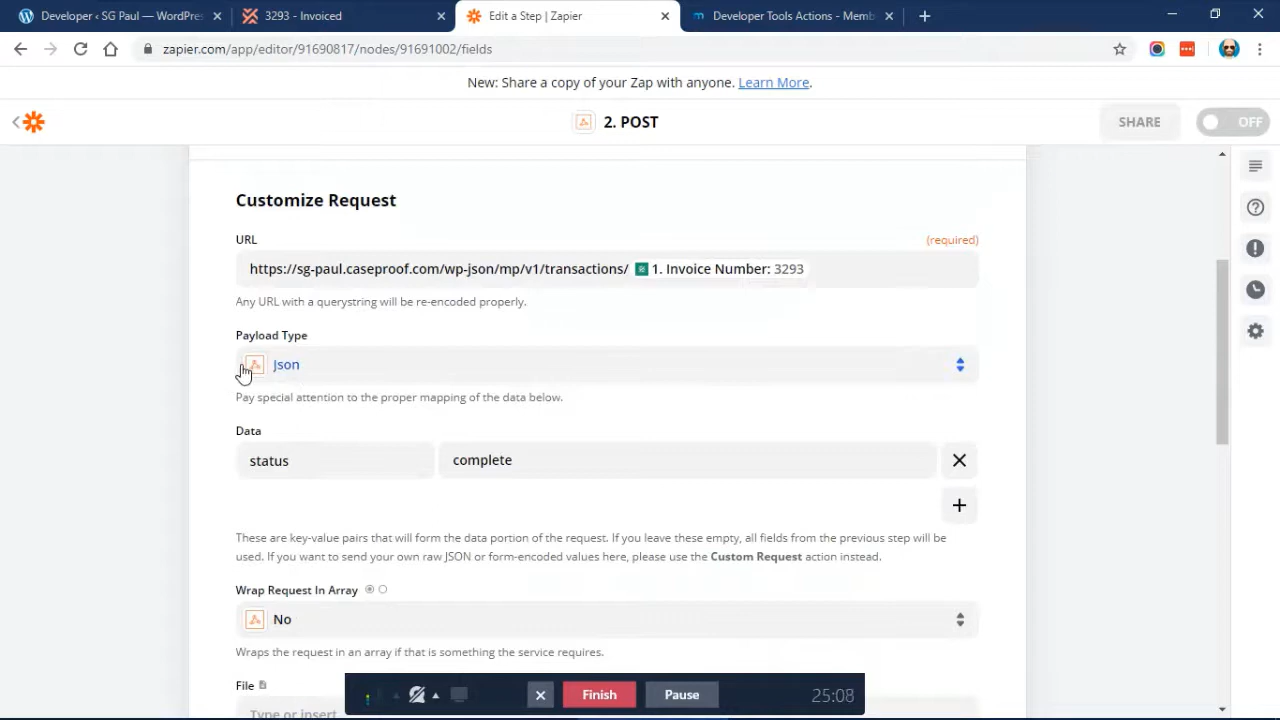 Developer ‹ SG Paul — WordPre
3293 - Invoiced
Edit a Step | Zapier
Developer Tools Actions - Memb
zapier.com/app/editor/91690817/nodes/91691002/fields
New: Share a copy of your Zap with anyone. Learn More.
2. POST
SHARE
OFF
Customize Request
URL
(required)
https://sg-paul.caseproof.com/wp-json/mp/v1/transactions/ 1. Invoice Number: 3293
Any URL with a querystring will be re-encoded properly.
Payload Type
Json
Pay special attention to the proper mapping of the data below.
Data
status
complete
These are key-value pairs that will form the data portion of the request. If you leave these empty, all fields from the previous step will be
used. If you want to send your own raw JSON or form-encoded values here, please use the Custom Request action instead.
Wrap Request In Array
No
Wraps the request in an array if that is something the service requires.
File
Type or insert
Finish
Pause
25:08